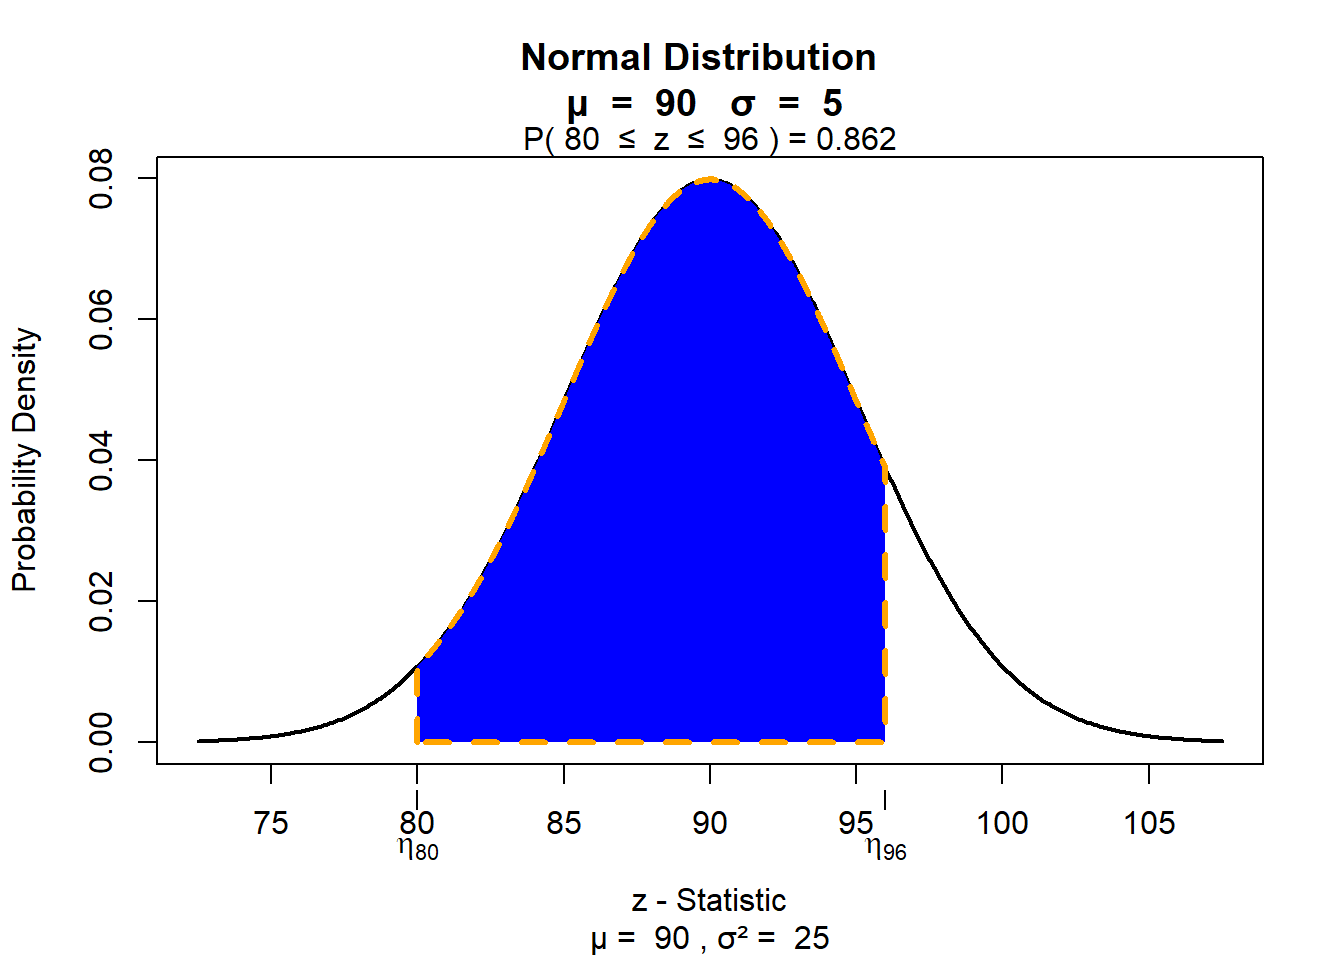 Normal Distribution
μ = 90 σ = 5
P( 80 ≤ z ≤ 96 ) = 0.862
Probability Density
0.08
0.06
0.04
0.02
0.00
75 80 85 90 95 100 105
η80 η96
z - Statistic
μ = 90 , σ² = 25